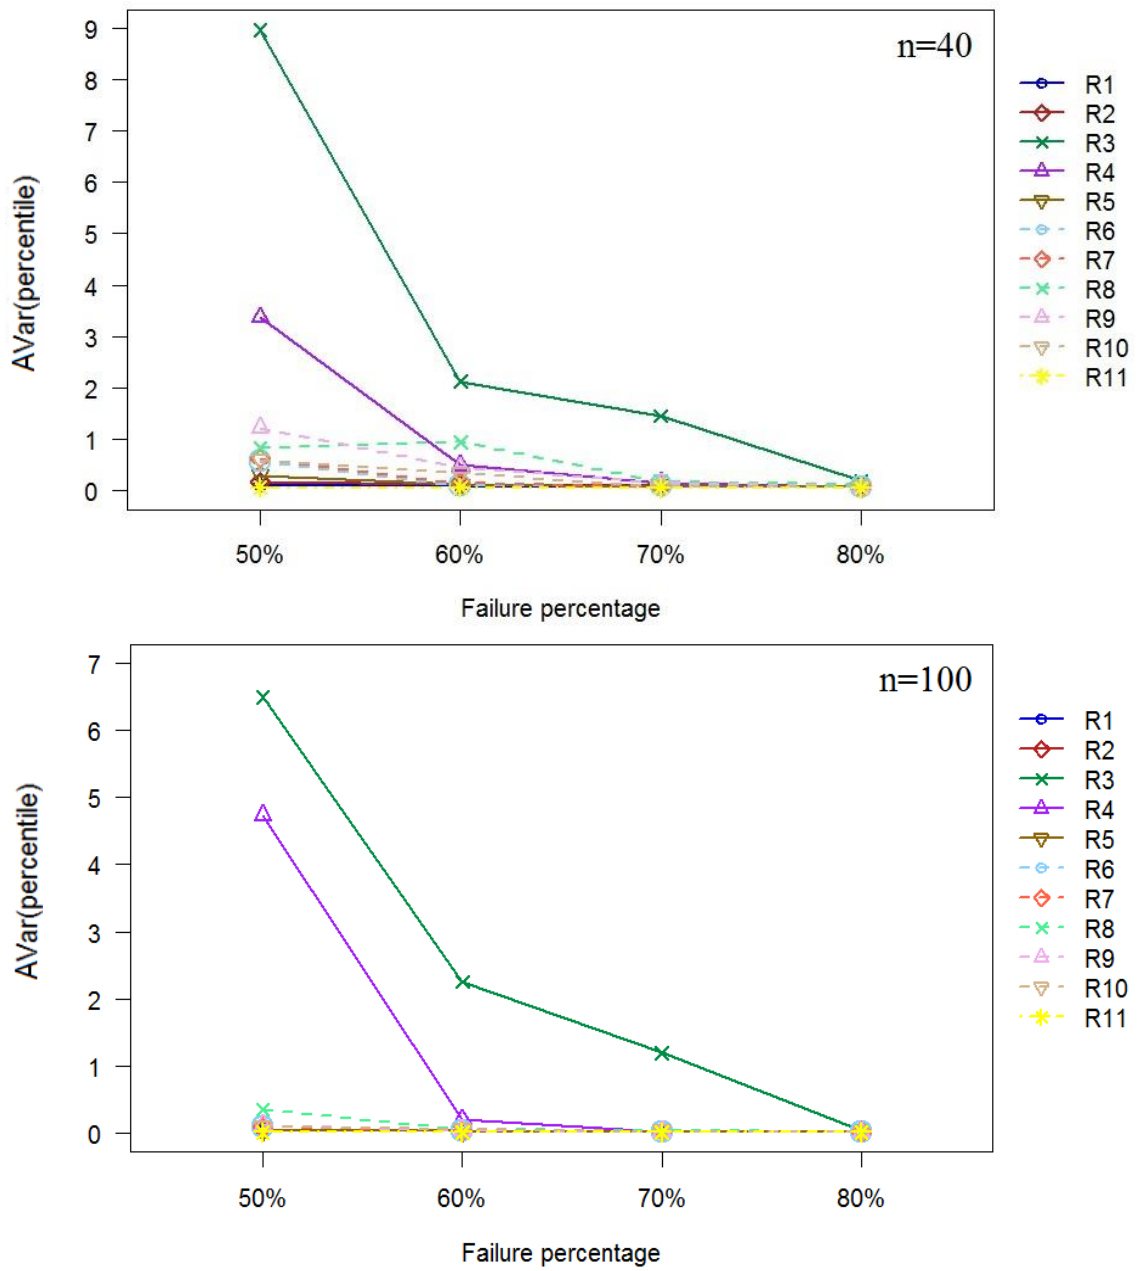 9
8
7
6
5
4
3
2
1
0
AVar(percentile)
n=40
50% 60% 70% 80%
Failure percentage
R1
R2
R3
R4
R5
R6
R7
R8
R9
R10
R11
7
6
5
4
3
2
1
0
AVar(percentile)
n=100
50% 60% 70% 80%
Failure percentage
R1
R2
R3
R4
R5
R6
R7
R8
R9
R10
R11